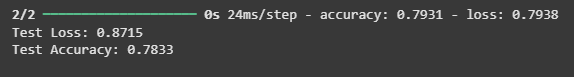 2/2 ━━━━━━━━━━━━━━━━━━━━ 0s 24ms/step - accuracy: 0.7931 - loss: 0.7938
Test Loss: 0.8715
Test Accuracy: 0.7833